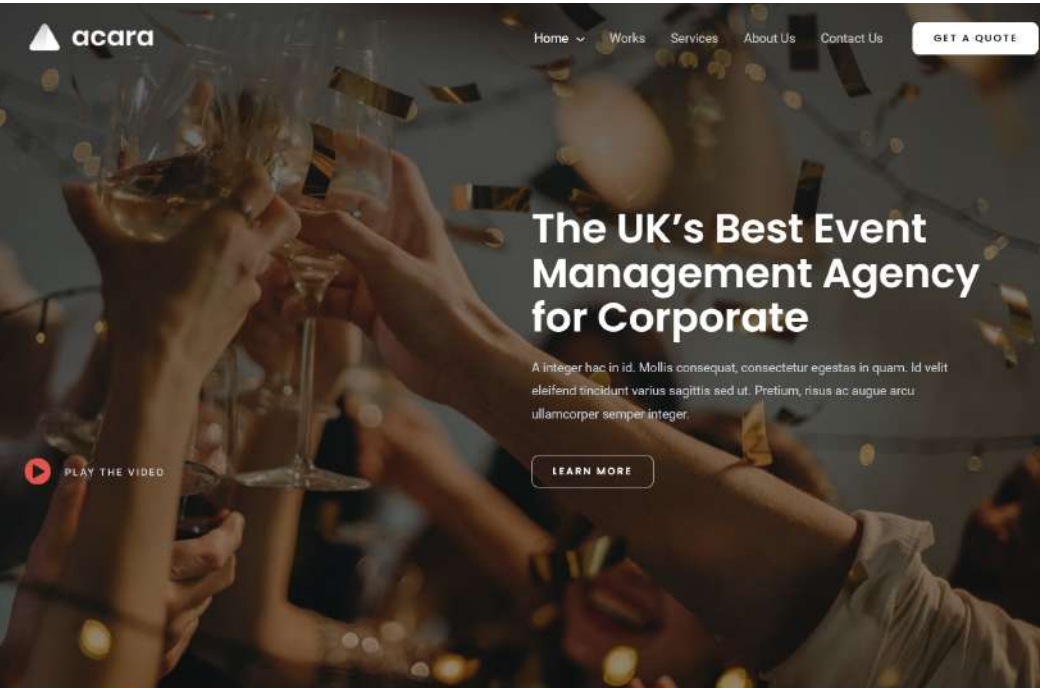 acara
Home Works Services About Us Contact Us GET A QUOTE
The UK’s Best Event
Management Agency
for Corporate
A integer hac in id. Mollis consequat, consectetur egestas in quam. Id velit
eleifend tincidunt varius sagittis sed ut. Pretium, risus ac augue arcu
ullamcorper semper integer.
PLAY THE VIDEO
LEARN MORE